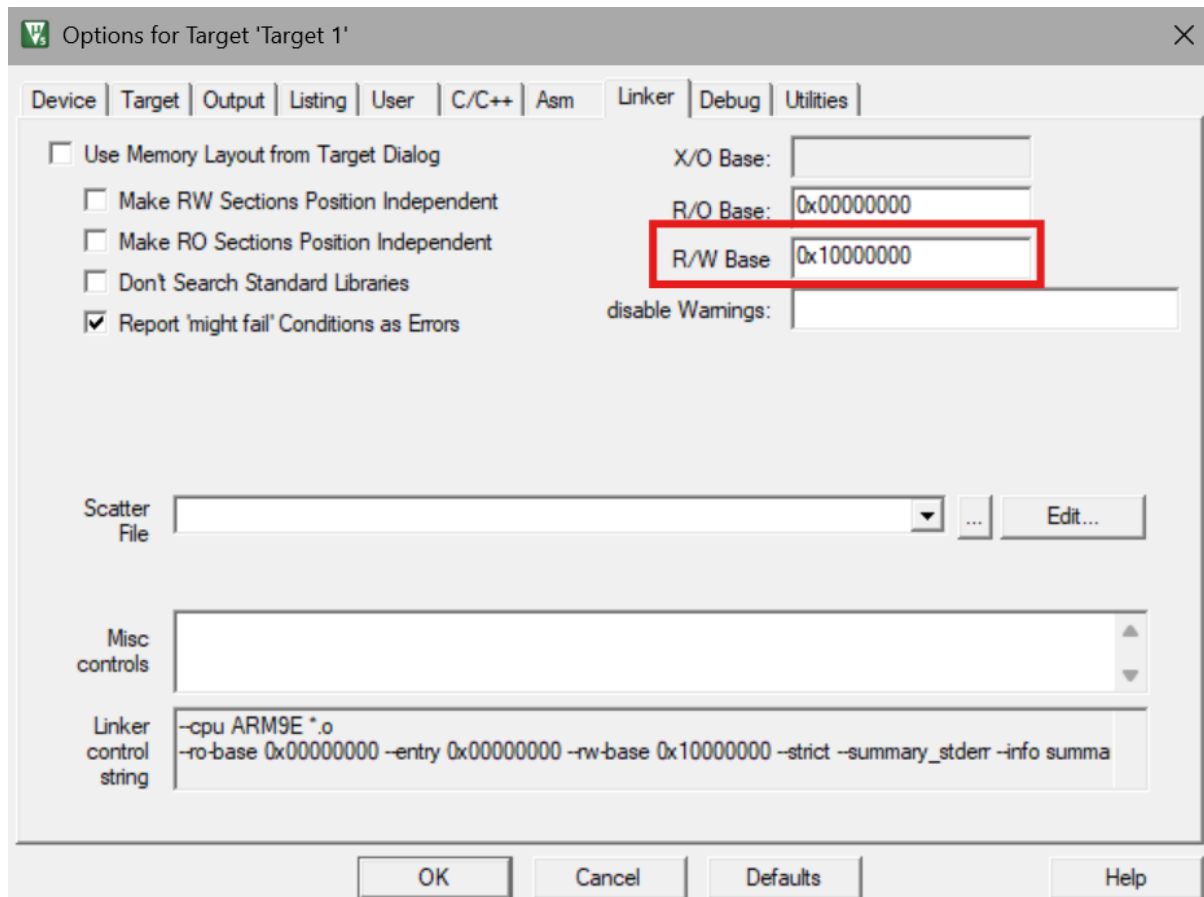 Options for Target 'Target 1'
Device Target Output Listing User C/C++ Asm Linker Debug Utilities
Use Memory Layout from Target Dialog
Make RW Sections Position Independent
Make RO Sections Position Independent
Don't Search Standard Libraries
Report 'might fail' Conditions as Errors
X/O Base:
R/O Base: 0x00000000
R/W Base 0x10000000
disable Warnings:
Scatter
File
...
Edit...
Misc
controls
Linker
control
string
--cpu ARM9E *.o
--ro-base 0x00000000 --entry 0x00000000 --rw-base 0x10000000 --strict --summary_stderr --info summa
OK Cancel Defaults Help